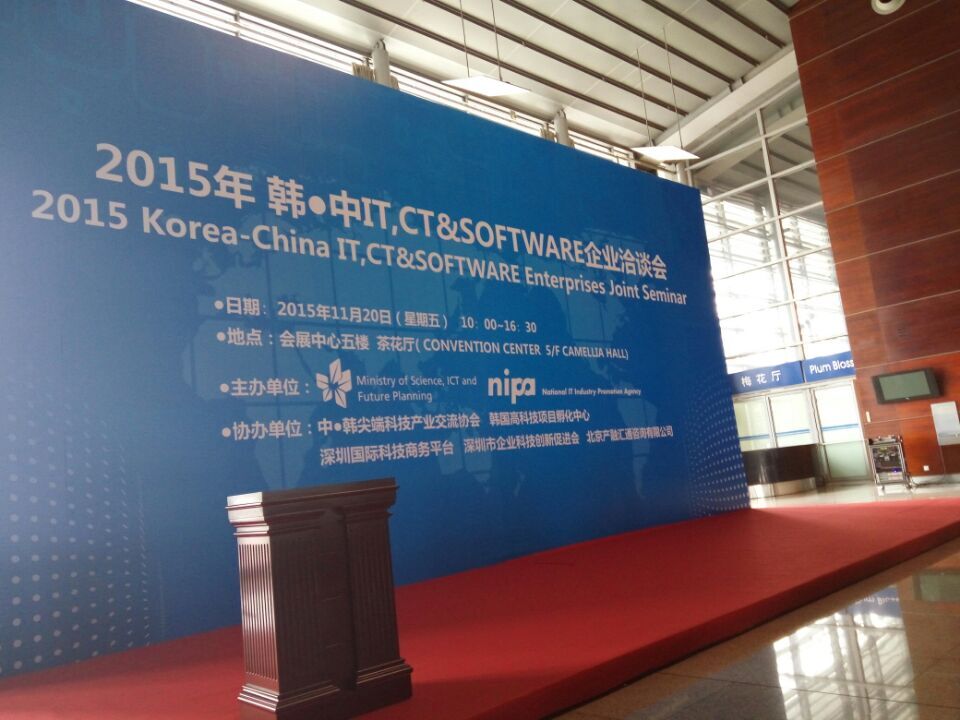 2015年 韩•中IT,CT&SOFTWARE企业洽谈会
2015 Korea-China IT,CT&SOFTWARE Enterprises Joint Seminar
●日期：2015年11月20日（星期五） 10：00~16：30
●地点：会展中心五楼 茶花厅( CONVENTION CENTER 5/F CAMELLIA HALL)
●主办单位： Ministry of Science, ICT and Future Planning nipa National IT Industry Promotion Agency
●协办单位：中•韩尖端科技产业交流协会 韩国高科技项目孵化中心
深圳国际科技商务平台 深圳市企业科技创新促进会 北京产融汇通咨询有限公司
梅花厅 Plum Bloss